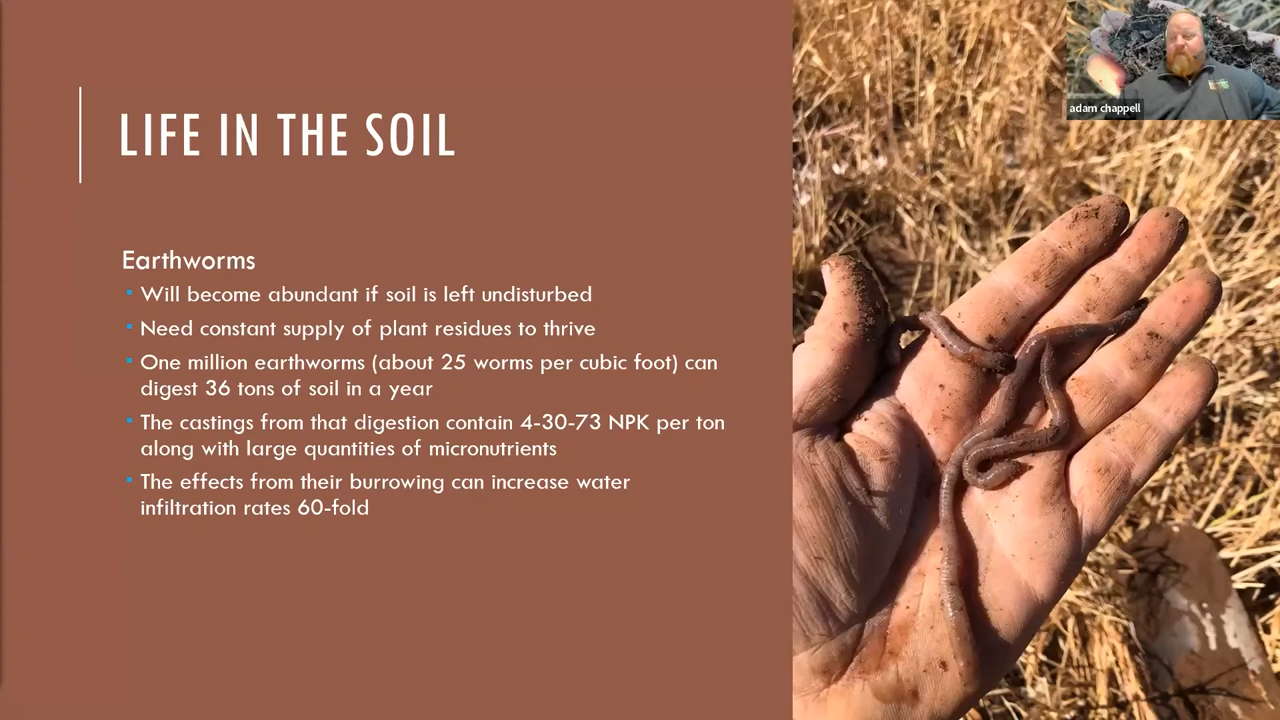 adam chappell
LIFE IN THE SOIL
Earthworms
▪ Will become abundant if soil is left undisturbed
▪ Need constant supply of plant residues to thrive
▪ One million earthworms (about 25 worms per cubic foot) can
digest 36 tons of soil in a year
▪ The castings from that digestion contain 4-30-73 NPK per ton
along with large quantities of micronutrients
▪ The effects from their burrowing can increase water
infiltration rates 60-fold